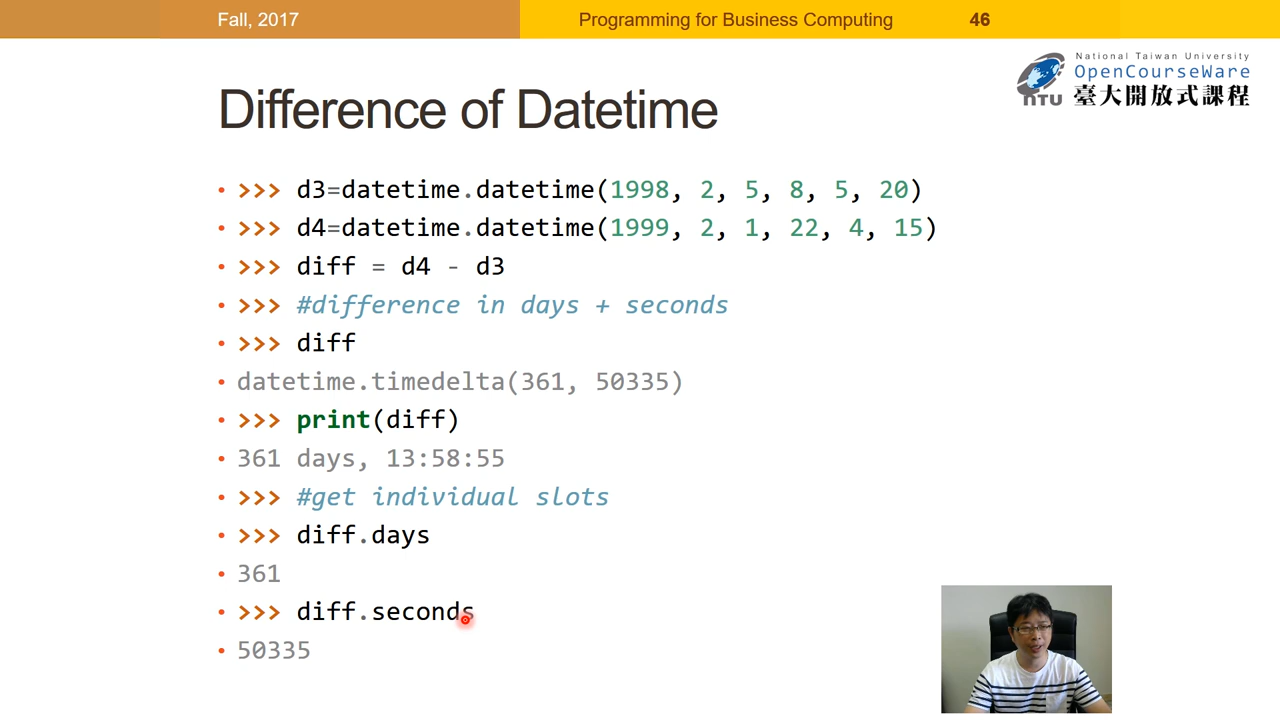 Fall, 2017
Programming for Business Computing
46
National Taiwan University
OpenCourseWare
NTU 臺大開放式課程
Difference of Datetime
• >>> d3=datetime.datetime(1998, 2, 5, 8, 5, 20)
• >>> d4=datetime.datetime(1999, 2, 1, 22, 4, 15)
• >>> diff = d4 - d3
• >>> #difference in days + seconds
• >>> diff
• datetime.timedelta(361, 50335)
• >>> print(diff)
• 361 days, 13:58:55
• >>> #get individual slots
• >>> diff.days
• 361
• >>> diff.seconds
• 50335